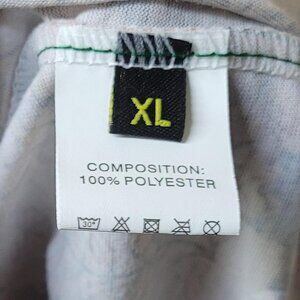 XL
COMPOSITION:
100% POLYESTER
30°